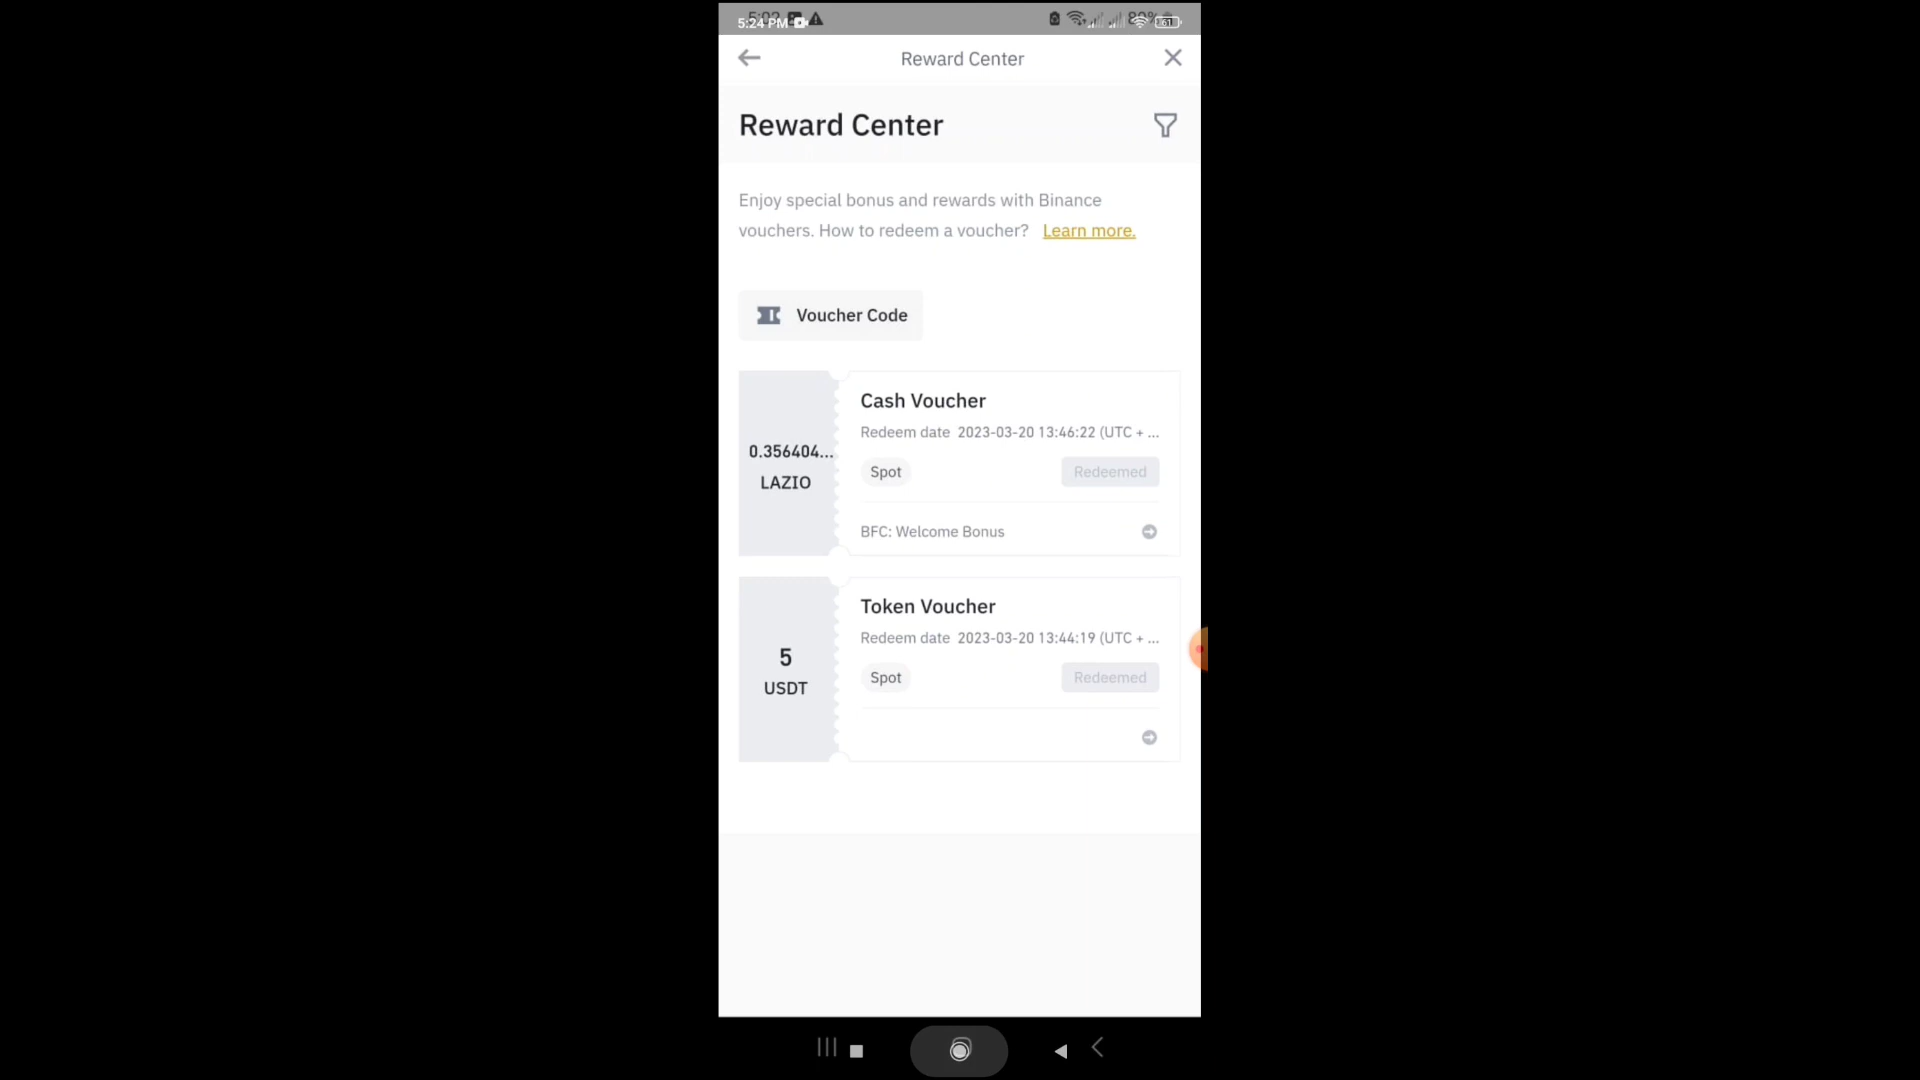 5:24 PM
61
Reward Center
Reward Center
Enjoy special bonus and rewards with Binance
vouchers. How to redeem a voucher? Learn more.
Voucher Code
Cash Voucher
Redeem date 2023-03-20 13:46:22 (UTC + ...
0.356404...
LAZIO
Spot
Redeemed
BFC: Welcome Bonus
Token Voucher
Redeem date 2023-03-20 13:44:19 (UTC + ...
5
USDT
Spot
Redeemed